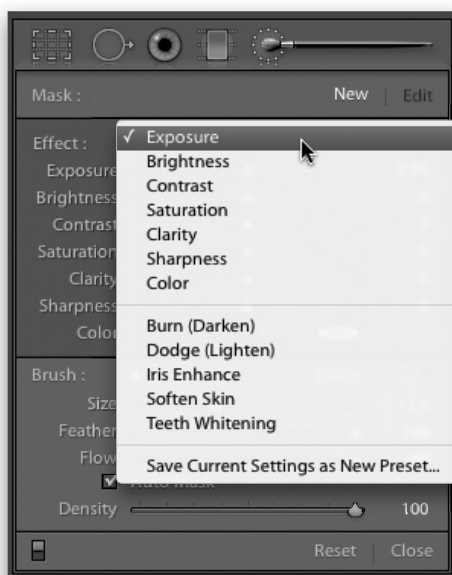 Mask : New | Edit
Effect : ✓ Exposure
Exposure Brightness
Brightness Contrast
Contrast Saturation
Saturation Clarity
Clarity Sharpness
Sharpness Color
Color
Burn (Darken)
Dodge (Lighten)
Brush : Iris Enhance
Size Soften Skin
Feather Teeth Whitening
Flow
Save Current Settings as New Preset...
Auto Mask
Density 100
Reset | Close